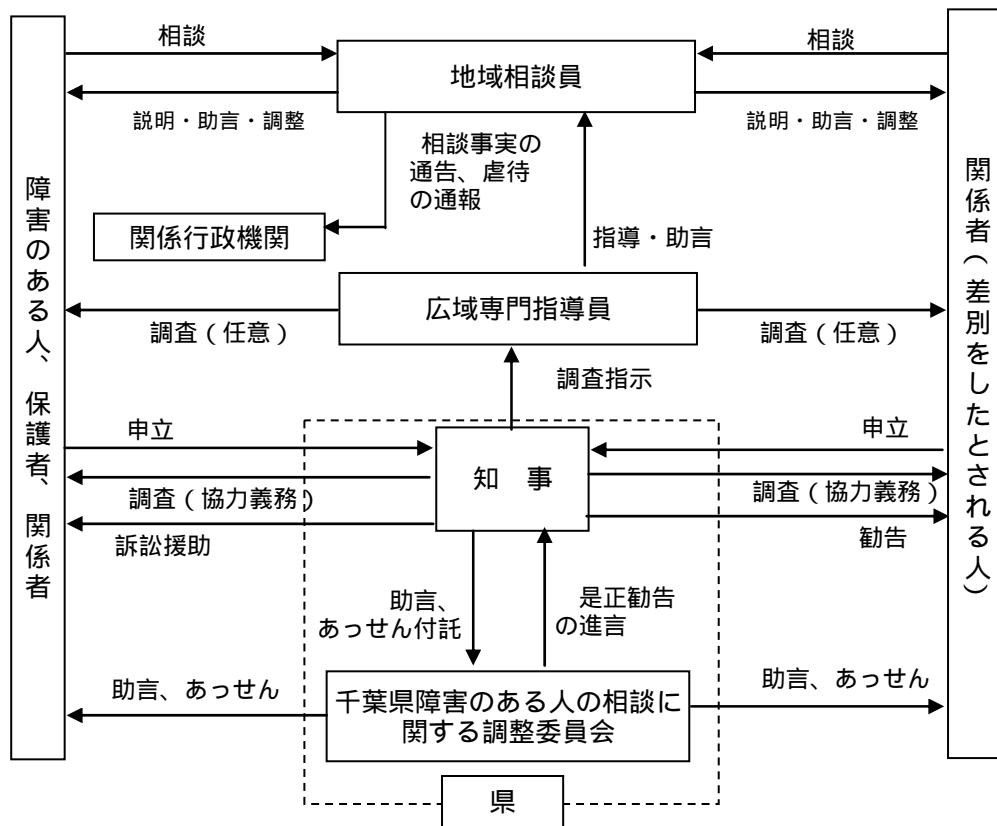 相談
相談
地域相談員
説明・助言・調整
説明・助言・調整
相談事実の
通告、虐待
の通報
障害のある人、保護者、関係者
関係者(差別をしたとされる人)
関係行政機関
指導・助言
広域専門指導員
調査(任意)
調査(任意)
調査指示
申立
申立
知 事
調査(協力義務)
調査(協力義務)
訴訟援助
勧告
助言、
あっせん付託
是正勧告
の進言
助言、あっせん
助言、あっせん
千葉県障害のある人の相談に
関する調整委員会
県